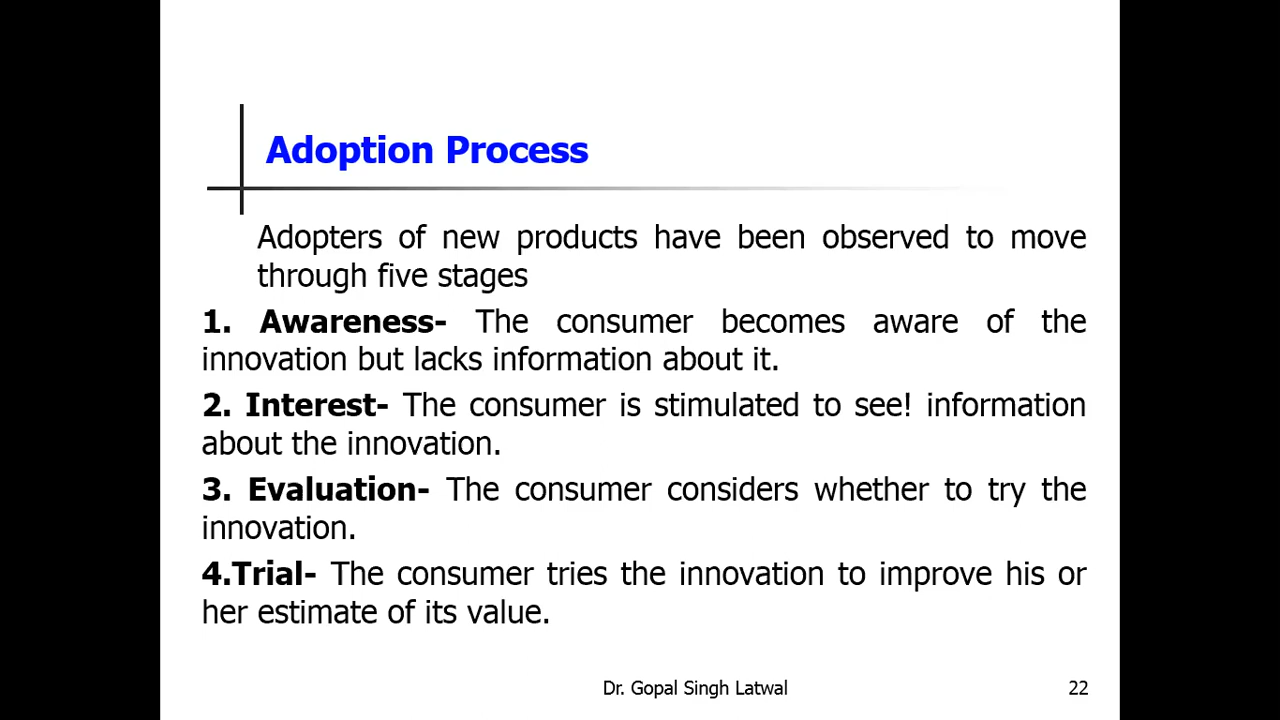 Adoption Process
Adopters of new products have been observed to move
through five stages
1. Awareness- The consumer becomes aware of the
innovation but lacks information about it.
2. Interest- The consumer is stimulated to see! information
about the innovation.
3. Evaluation- The consumer considers whether to try the
innovation.
4.Trial- The consumer tries the innovation to improve his or
her estimate of its value.
Dr. Gopal Singh Latwal
22